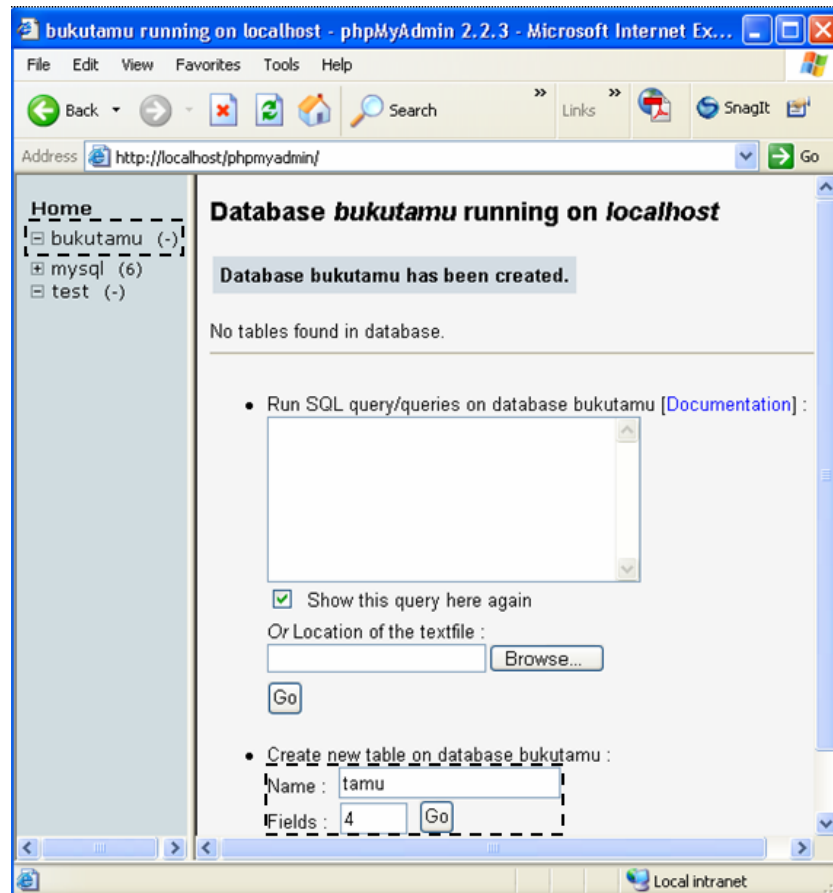 bukutamu running on localhost - phpMyAdmin 2.2.3 - Microsoft Internet Ex...
File Edit View Favorites Tools Help
Back Search » Links » SnagIt
Address http://localhost/phpmyadmin/ Go
Home
bukutamu (-)
mysql (6)
test (-)
Database bukutamu running on localhost
Database bukutamu has been created.
No tables found in database.
• Run SQL query/queries on database bukutamu [Documentation] :
Show this query here again
Or Location of the textfile :
Browse...
Go
• Create new table on database bukutamu :
Name : tamu
Fields : 4 Go
Local intranet